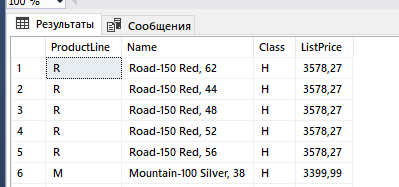 100 %
Результаты Сообщения
ProductLine Name Class ListPrice
1 R Road-150 Red, 62 H 3578,27
2 R Road-150 Red, 44 H 3578,27
3 R Road-150 Red, 48 H 3578,27
4 R Road-150 Red, 52 H 3578,27
5 R Road-150 Red, 56 H 3578,27
6 M Mountain-100 Silver, 38 H 3399,99